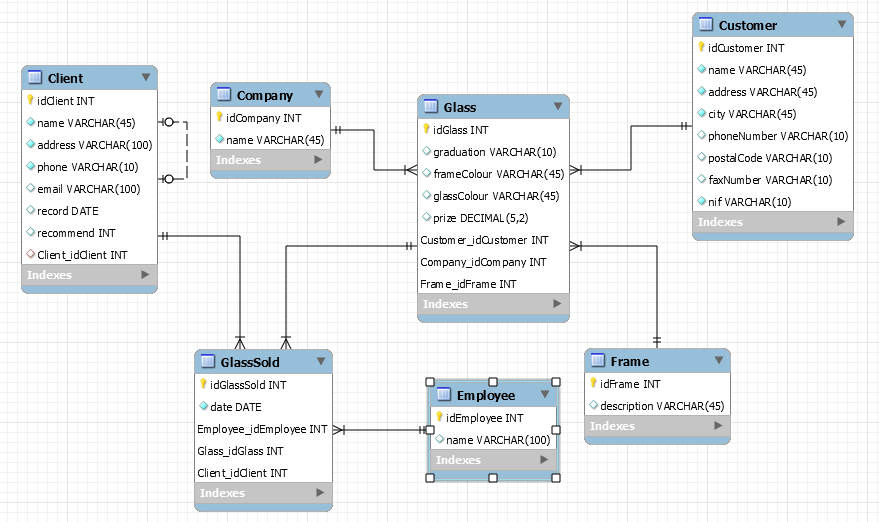 Client
idClient INT
name VARCHAR(45)
address VARCHAR(100)
phone VARCHAR(10)
email VARCHAR(100)
record DATE
recommend INT
Client_idClient INT
Indexes
Company
idCompany INT
name VARCHAR(45)
Indexes
Glass
idGlass INT
graduation VARCHAR(10)
frameColour VARCHAR(45)
glassColour VARCHAR(45)
prize DECIMAL (5,2)
Customer_idCustomer INT
Company_idCompany INT
Frame_idFrame INT
Indexes
Customer
idCustomer INT
name VARCHAR(45)
address VARCHAR(45)
city VARCHAR(45)
phoneNumber VARCHAR(10)
postalCode VARCHAR(10)
faxNumber VARCHAR(10)
nif VARCHAR(10)
Indexes
GlassSold
idGlassSold INT
date DATE
Employee_idEmployee INT
Glass_idGlass INT
Client_idClient INT
Indexes
Employee
idEmployee INT
name VARCHAR(100)
Indexes
Frame
idFrame INT
description VARCHAR(45)
Indexes